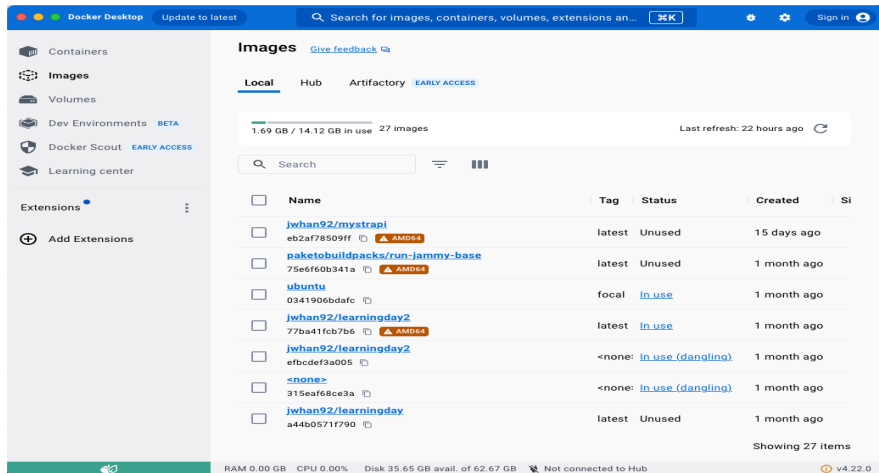 Docker Desktop Update to latest Search for images, containers, volumes, extensions an... ⌘K Sign in
Containers
Images
Volumes
Dev Environments BETA
Docker Scout EARLY ACCESS
Learning center
Extensions
Add Extensions
Images Give feedback
Local Hub Artifactory EARLY ACCESS
1.69 GB / 14.12 GB in use 27 images Last refresh: 22 hours ago
Search
Name Tag Status Created Si
jwhan92/mystrapi
eb2af78509ff AMD64 latest Unused 15 days ago
paketobuildpacks/run-jammy-base
75e6f60b341a AMD64 latest Unused 1 month ago
ubuntu
0341906bdafc focal In use 1 month ago
jwhan92/learningday2
77ba41fcb7b6 AMD64 latest In use 1 month ago
jwhan92/learningday2
efbcdef3a005 <none: In use (dangling) 1 month ago
<none>
315eaf68ce3a <none: In use (dangling) 1 month ago
jwhan92/learningday
a44b0571f790 latest Unused 1 month ago
Showing 27 items
RAM 0.00 GB CPU 0.00% Disk 35.65 GB avail. of 62.67 GB Not connected to Hub v4.22.0